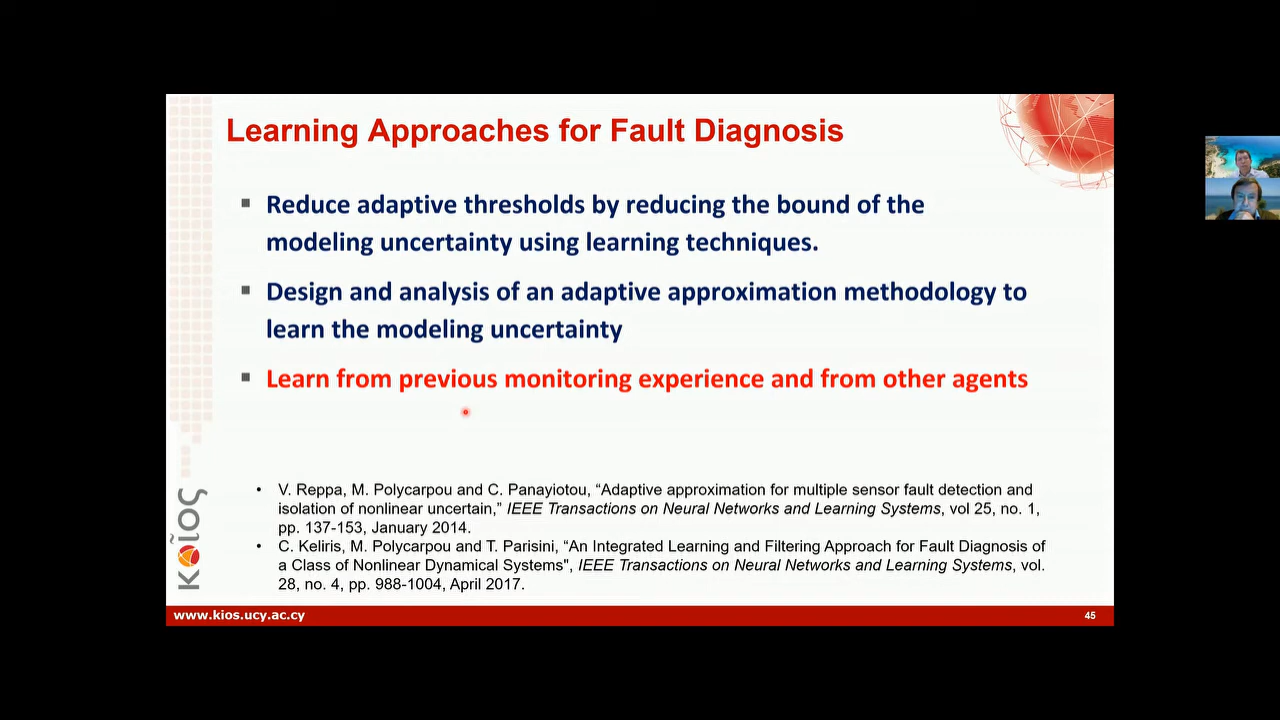 Learning Approaches for Fault Diagnosis
▪ Reduce adaptive thresholds by reducing the bound of the
modeling uncertainty using learning techniques.
▪ Design and analysis of an adaptive approximation methodology to
learn the modeling uncertainty
▪ Learn from previous monitoring experience and from other agents
• V. Reppa, M. Polycarpou and C. Panayiotou, “Adaptive approximation for multiple sensor fault detection and
isolation of nonlinear uncertain,” IEEE Transactions on Neural Networks and Learning Systems, vol 25, no. 1,
pp. 137-153, January 2014.
• C. Keliris, M. Polycarpou and T. Parisini, “An Integrated Learning and Filtering Approach for Fault Diagnosis of
a Class of Nonlinear Dynamical Systems", IEEE Transactions on Neural Networks and Learning Systems, vol.
28, no. 4, pp. 988-1004, April 2017.
κοῖος
www.kios.ucy.ac.cy
45